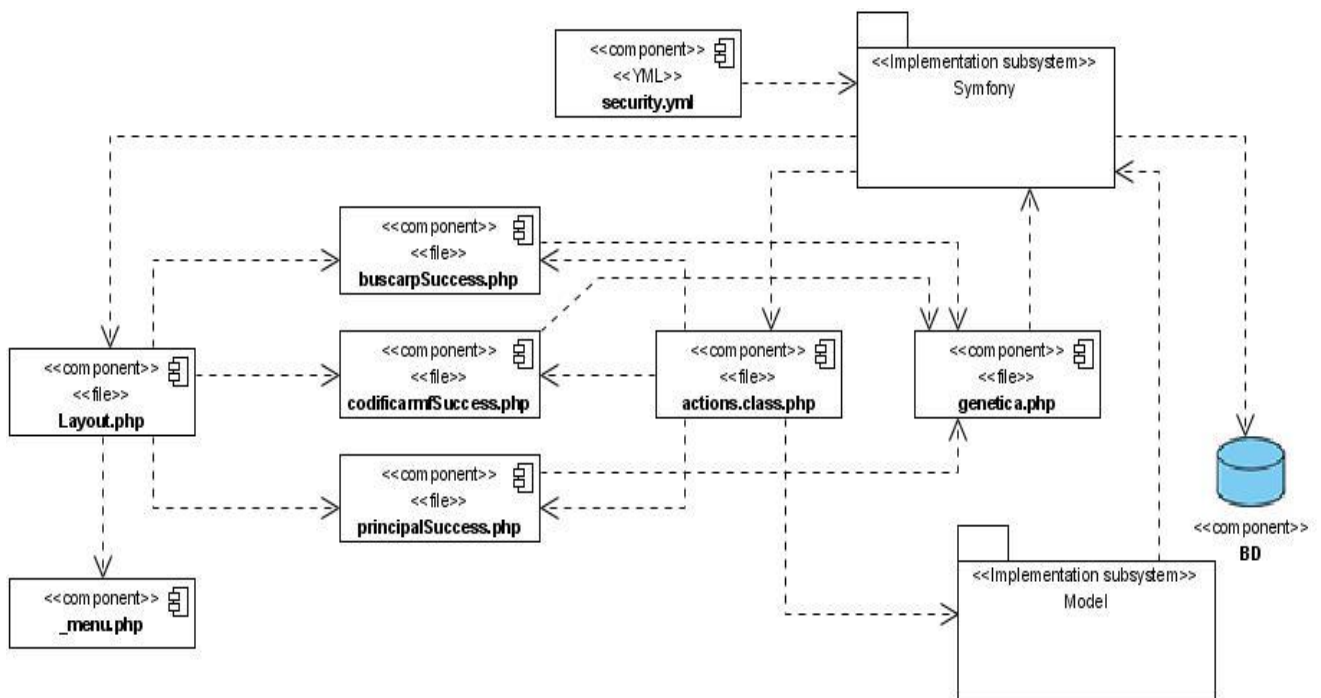 <<component>>
<<YML>>
security.yml
<<Implementation subsystem>>
Symfony
<<component>>
<<file>>
buscarpSuccess.php
<<component>>
<<file>>
Layout.php
<<component>>
<<file>>
codificarmfSuccess.php
<<component>>
<<file>>
actions.class.php
<<component>>
<<file>>
genetica.php
<<component>>
<<file>>
principalSuccess.php
<<component>>
BD
<<component>>
_menu.php
<<Implementation subsystem>>
Model